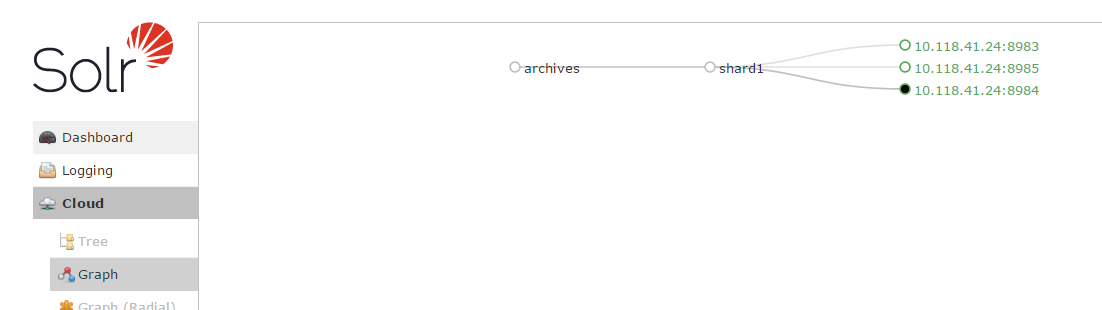 Solr
Dashboard
Logging
Cloud
Tree
Graph
Graph (Radial)
archives
shard1
10.118.41.24:8983
10.118.41.24:8985
10.118.41.24:8984